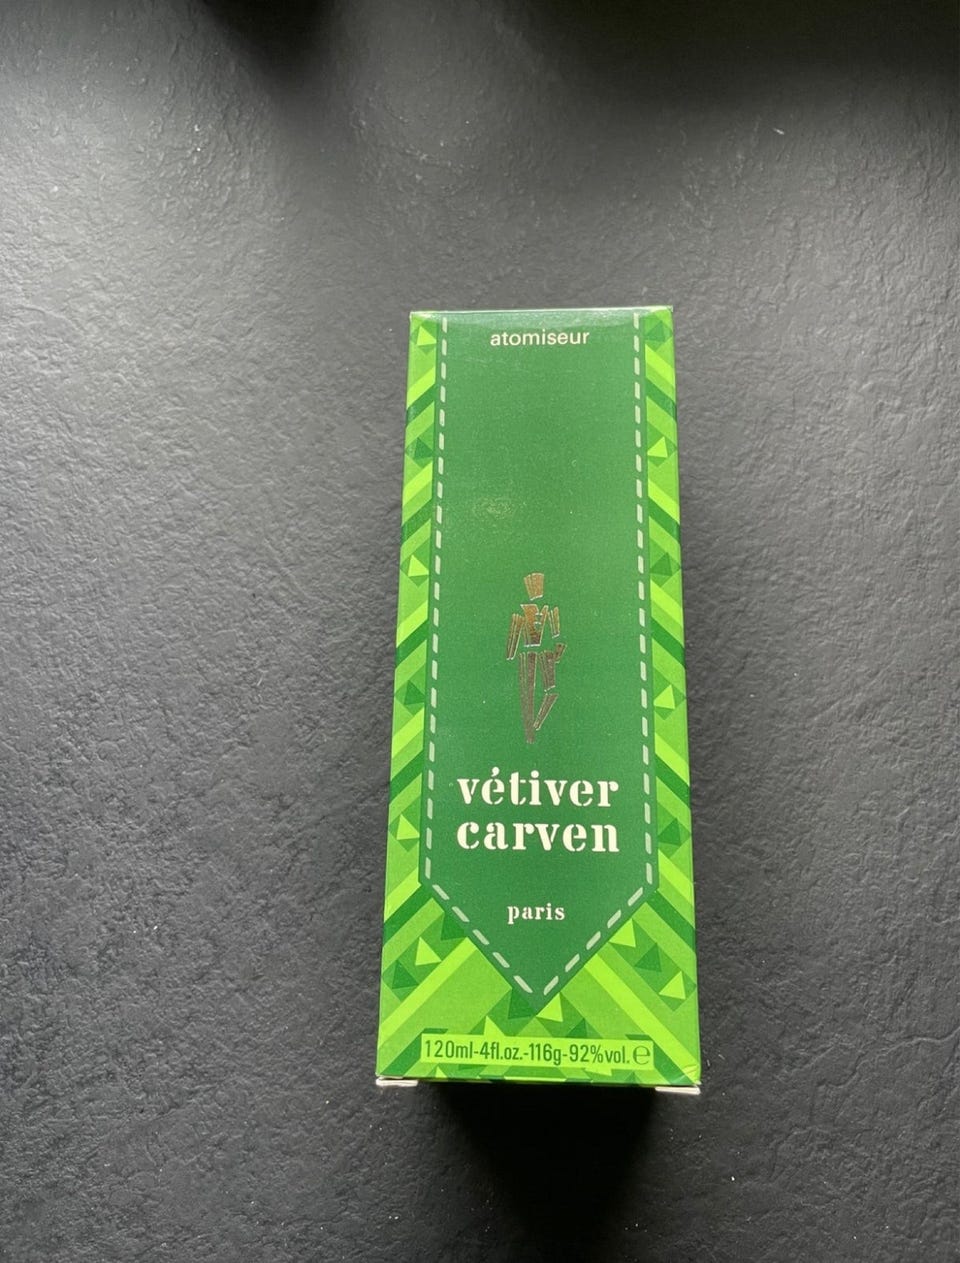 atomiseur
vétiver
carven
paris
120ml-4fl.oz.-116g-92%vol. ℮